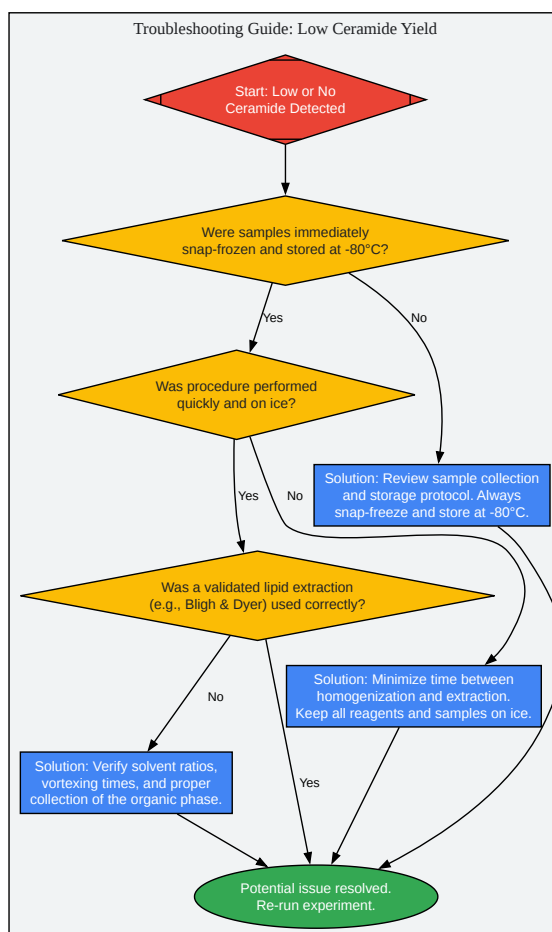 Troubleshooting Guide: Low Ceramide Yield
Start: Low or No
Ceramide Detected
Were samples immediately
snap-frozen and stored at -80°C?
Yes
No
Was procedure performed
quickly and on ice?
Solution: Review sample collection
and storage protocol. Always
snap-freeze and store at -80°C.
Yes
No
Was a validated lipid extraction
(e.g., Bligh & Dyer) used correctly?
Solution: Minimize time between
homogenization and extraction.
Keep all reagents and samples on ice.
No
Solution: Verify solvent ratios,
vortexing times, and proper
collection of the organic phase.
Yes
Potential issue resolved.
Re-run experiment.